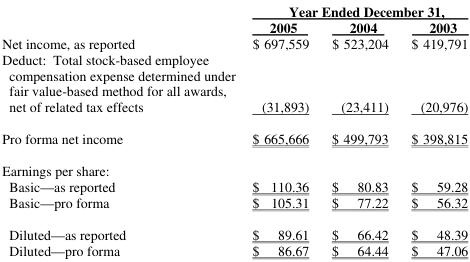 Year Ended December 31,
2005 2004 2003
Net income, as reported $ 697,559 $ 523,204 $ 419,791
Deduct: Total stock-based employee
compensation expense determined under
fair value-based method for all awards,
net of related tax effects (31,893) (23,411) (20,976)
Pro forma net income $ 665,666 $ 499,793 $ 398,815
Earnings per share:
Basic—as reported $ 110.36 $ 80.83 $ 59.28
Basic—pro forma $ 105.31 $ 77.22 $ 56.32
Diluted—as reported $ 89.61 $ 66.42 $ 48.39
Diluted—pro forma $ 86.67 $ 64.44 $ 47.06